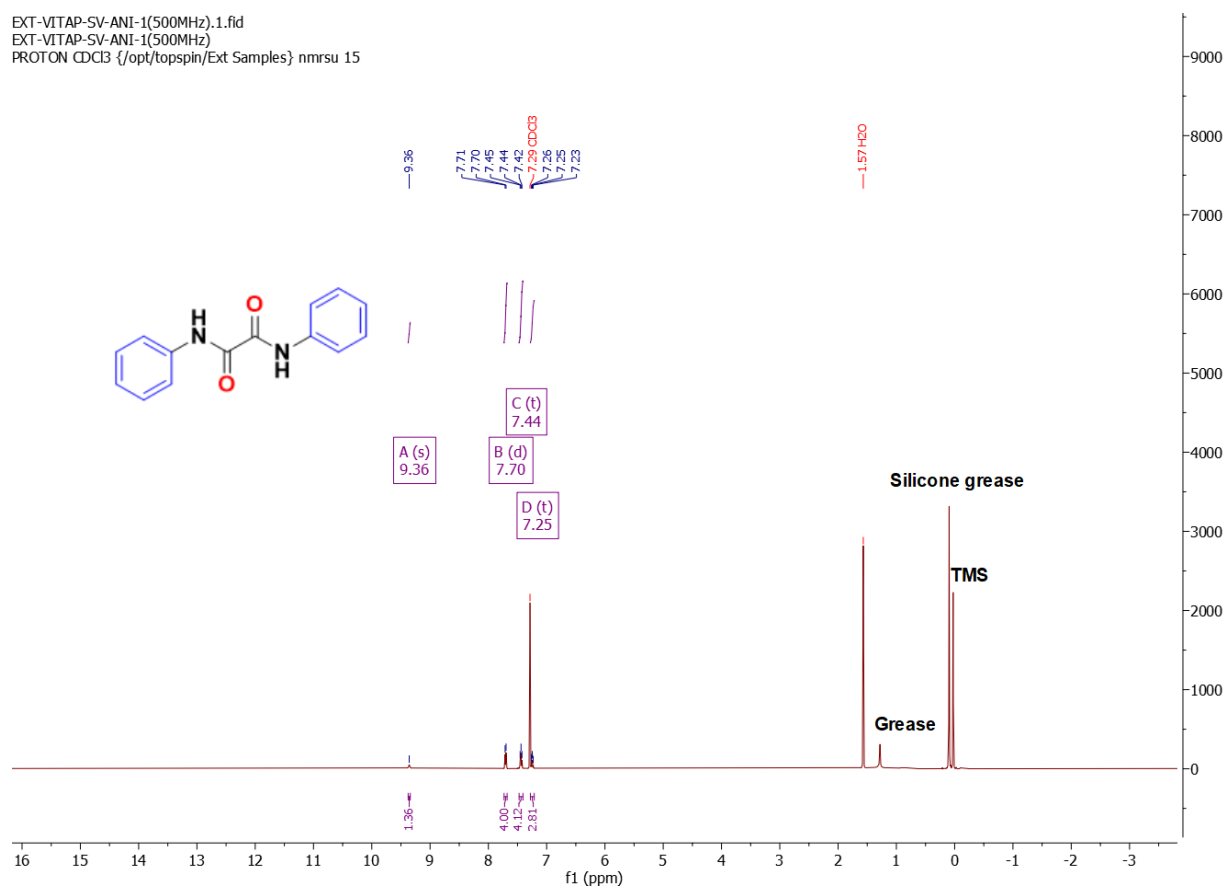 EXT-VITAP-SV-ANI-1(500MHz).1.fid
EXT-VITAP-SV-ANI-1(500MHz)
PROTON CDCl3 {/opt/topspin/Ext Samples} nmrsu 15
9.36
7.71
7.70
7.45
7.44
7.42
7.29 CDCl3
7.26
7.25
7.23
1.57 H2O
H
N
O
O
N
H
C (t)
7.44
A (s)
9.36
B (d)
7.70
D (t)
7.25
Silicone grease
TMS
Grease
1.36
4.00
4.12
2.81
9000
8000
7000
6000
5000
4000
3000
2000
1000
0
16 15 14 13 12 11 10 9 8 7 6 5 4 3 2 1 0 -1 -2 -3
f1 (ppm)